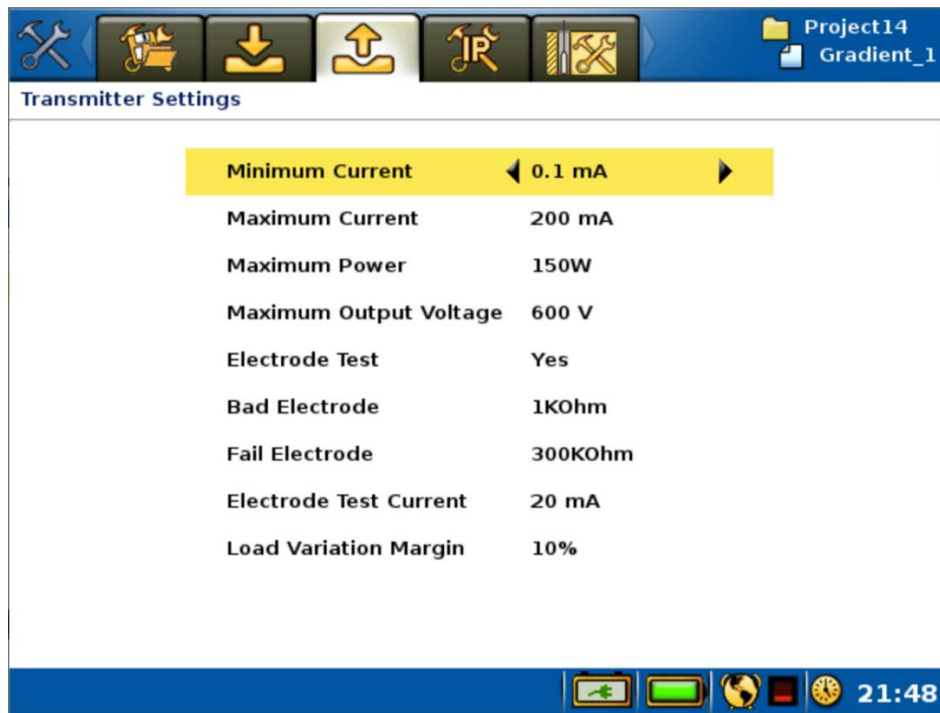 IR
Project14
Gradient_1
Transmitter Settings
Minimum Current 0.1 mA
Maximum Current 200 mA
Maximum Power 150W
Maximum Output Voltage 600 V
Electrode Test Yes
Bad Electrode 1KOhm
Fail Electrode 300KOhm
Electrode Test Current 20 mA
Load Variation Margin 10%
21:48